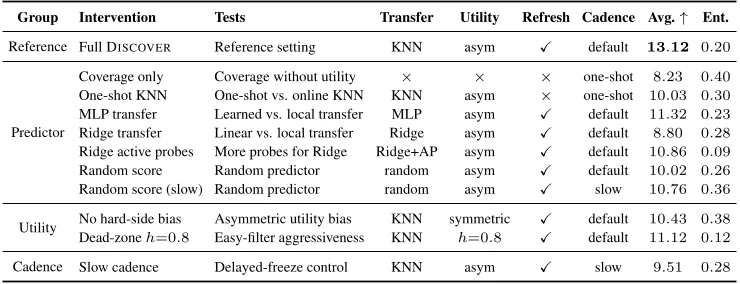 Group Intervention Tests Transfer Utility Refresh Cadence Avg. ↑ Ent.
Reference Full DISCOVER Reference setting KNN asym ✓ default 13.12 0.20
Coverage only Coverage without utility × × × one-shot 8.23 0.40
One-shot KNN One-shot vs. online KNN KNN asym × one-shot 10.03 0.30
MLP transfer Learned vs. local transfer MLP asym ✓ default 11.32 0.23
Predictor Ridge transfer Linear vs. local transfer Ridge asym ✓ default 8.80 0.28
Ridge active probes More probes for Ridge Ridge+AP asym ✓ default 10.86 0.09
Random score Random predictor random asym ✓ default 10.02 0.26
Random score (slow) Random predictor random asym ✓ slow 10.76 0.36
Utility No hard-side bias Asymmetric utility bias KNN symmetric ✓ default 10.43 0.38
Dead-zone h=0.8 Easy-filter aggressiveness KNN h=0.8 ✓ default 11.12 0.12
Cadence Slow cadence Delayed-freeze control KNN asym ✓ slow 9.51 0.28